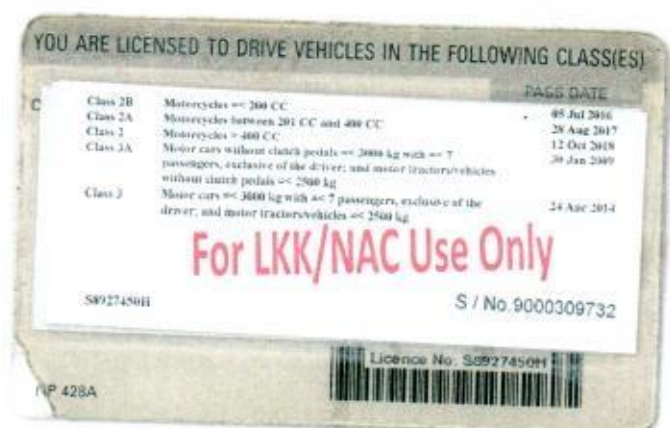 YOU ARE LICENSED TO DRIVE VEHICLES IN THE FOLLOWING CLASS(ES)
PASS DATE
C
Class 2B Motorcycles =< 200 CC 05 Jul 2016
Class 2A Motorcycles between 201 CC and 400 CC 28 Aug 2017
Class 2 Motorcycles > 400 CC 12 Oct 2018
Class 3A Motor cars without clutch pedals =< 3000 kg with =< 7 30 Jan 2009
passengers, exclusive of the driver; and motor tractors/vehicles
without clutch pedals =< 2500 kg
Class 3 Motor cars =< 3000 kg with =< 7 passengers, exclusive of the 24 2014
driver; and motor tractors/vehicles =< 2500 kg
For LKK/NAC Use Only
S8927450H S / No.9000309732
Licence No: S8927450H
NP 428A